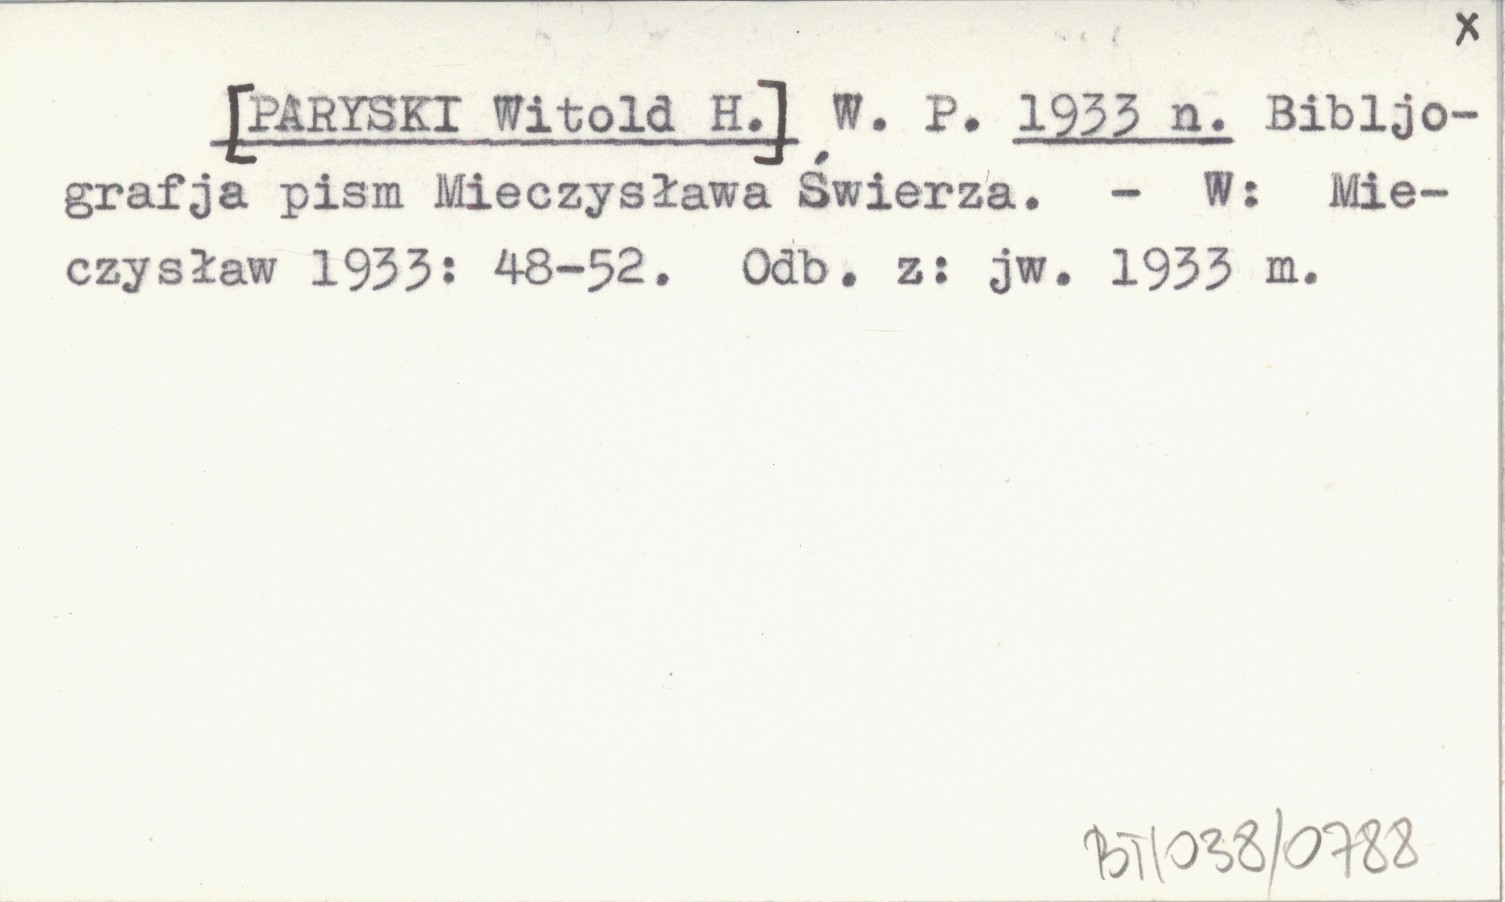 x
[PARYSKI Witold H.] W. P. 1933 n. Bibljo-
grafja pism Mieczysława Świerza. - W: Mie-
czysław 1933: 48-52. Odb. z: jw. 1933 m.
BT/038/0788